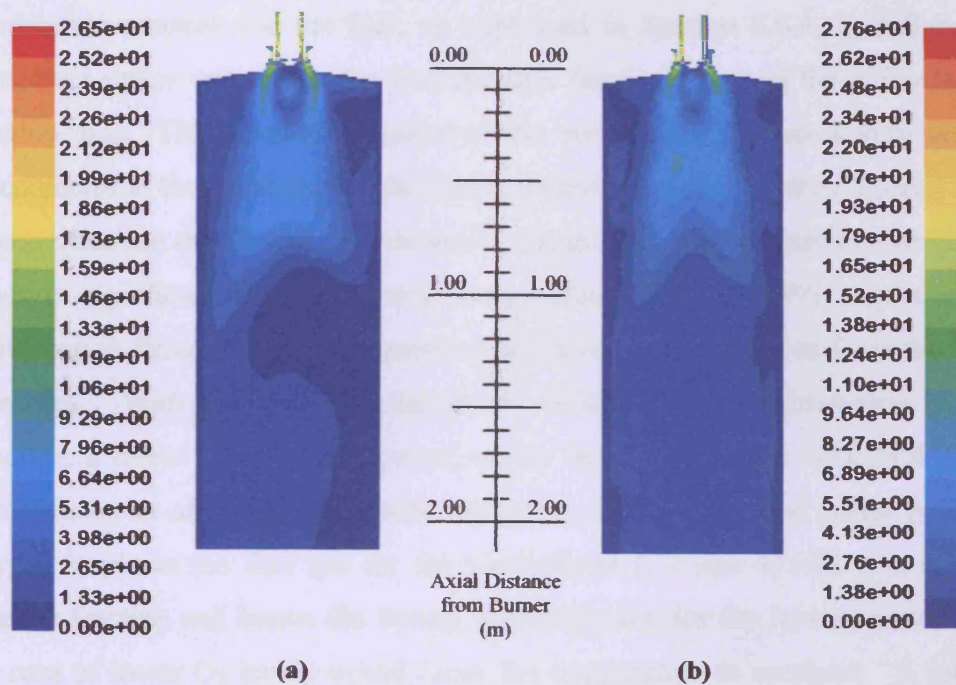 2.65e+01
2.52e+01
2.39e+01
2.26e+01
2.12e+01
1.99e+01
1.86e+01
1.73e+01
1.59e+01
1.46e+01
1.33e+01
1.19e+01
1.06e+01
9.29e+00
7.96e+00
6.64e+00
5.31e+00
3.98e+00
2.65e+00
1.33e+00
0.00e+00
(a)
0.00 0.00
1.00 1.00
2.00 2.00
Axial Distance
from Burner
(m)
2.76e+01
2.62e+01
2.48e+01
2.34e+01
2.20e+01
2.07e+01
1.93e+01
1.79e+01
1.65e+01
1.52e+01
1.38e+01
1.24e+01
1.10e+01
9.64e+00
8.27e+00
6.89e+00
5.51e+00
4.13e+00
2.76e+00
1.38e+00
0.00e+00
(b)